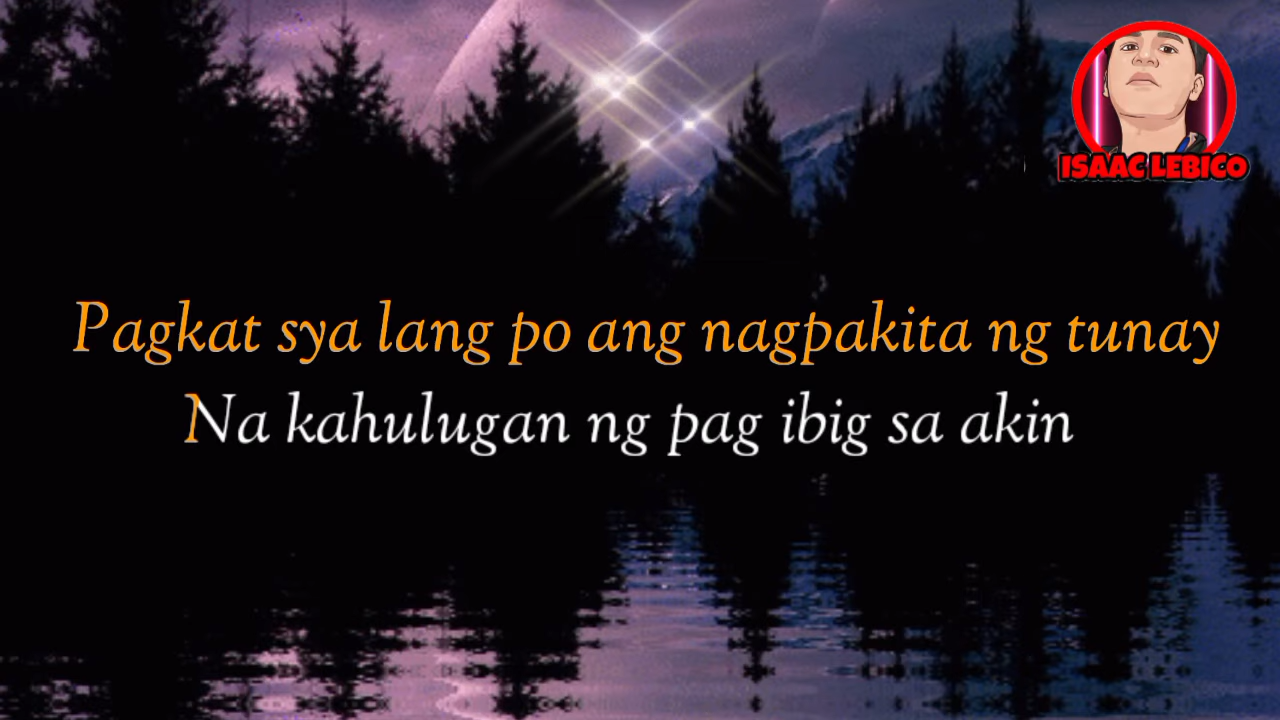 ISAAC LEBICO
Pagkat sya lang po ang nagpakita ng tunay
Na kahulugan ng pag ibig sa akin